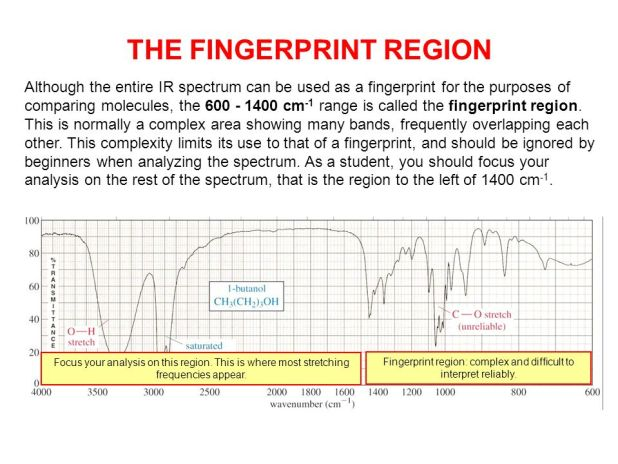 THE FINGERPRINT REGION
Although the entire IR spectrum can be used as a fingerprint for the purposes of
comparing molecules, the 600 - 1400 cm-1 range is called the fingerprint region.
This is normally a complex area showing many bands, frequently overlapping each
other. This complexity limits its use to that of a fingerprint, and should be ignored by
beginners when analyzing the spectrum. As a student, you should focus your
analysis on the rest of the spectrum, that is the region to the left of 1400 cm-1.
100
80
60
40
20
0
%TRANSMITTANCE
O—H
stretch
saturated
1-butanol
CH3(CH2)3OH
C—O stretch
(unreliable)
Focus your analysis on this region. This is where most stretching
frequencies appear.
Fingerprint region: complex and difficult to
interpret reliably.
4000 3500 3000 2500 2000 1800 1600 1400 1200 1000 800 600
wavenumber (cm−1)